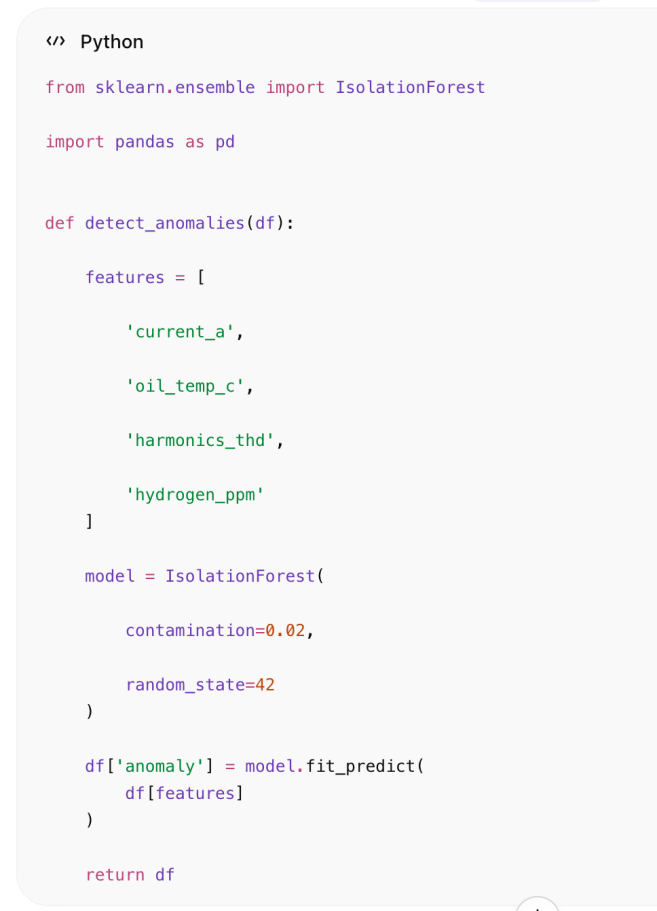 Python
from sklearn.ensemble import IsolationForest
import pandas as pd
def detect_anomalies(df):
    features = [
        'current_a',
        'oil_temp_c',
        'harmonics_thd',
        'hydrogen_ppm'
    ]
    model = IsolationForest(
        contamination=0.02,
        random_state=42
    )
    df['anomaly'] = model.fit_predict(
        df[features]
    )
    return df